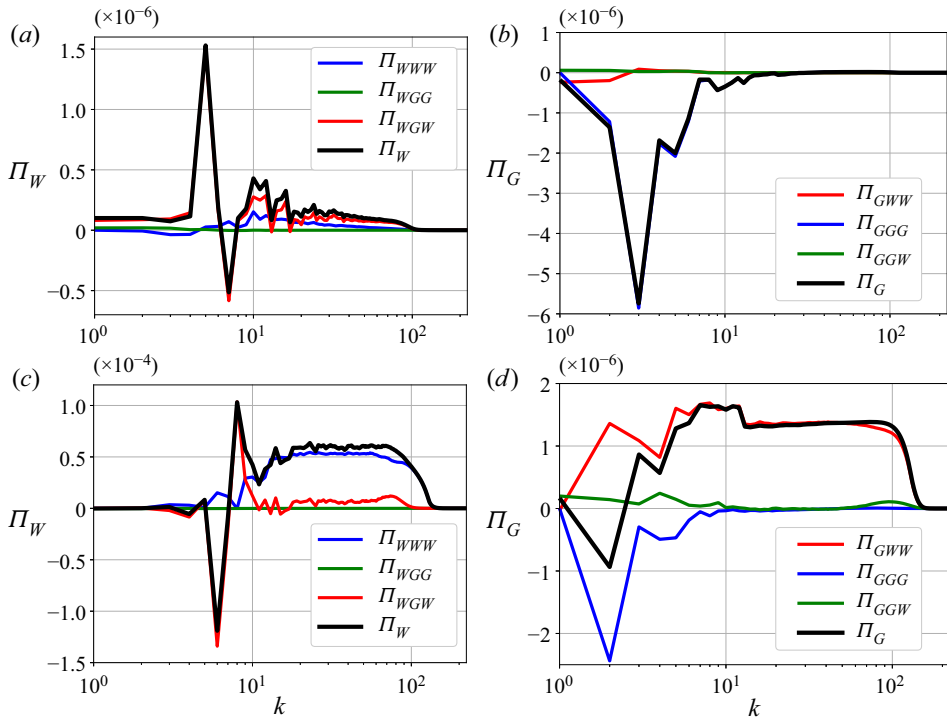 (a)
(×10⁻⁶)
1.5
1.0
0.5
0
−0.5
Π_W
Π_WWW
Π_WGG
Π_WGW
Π_W
10⁰
10¹
10²
(b)
(×10⁻⁶)
1
0
−1
−2
−3
−4
−5
−6
Π_G
Π_GWW
Π_GGG
Π_GGW
Π_G
10⁰
10¹
10²
(c)
(×10⁻⁴)
1.0
0.5
0
−0.5
−1.0
−1.5
Π_W
Π_WWW
Π_WGG
Π_WGW
Π_W
10⁰
10¹
10²
k
(d)
(×10⁻⁶)
2
1
0
−1
−2
Π_G
Π_GWW
Π_GGG
Π_GGW
Π_G
10⁰
10¹
10²
k